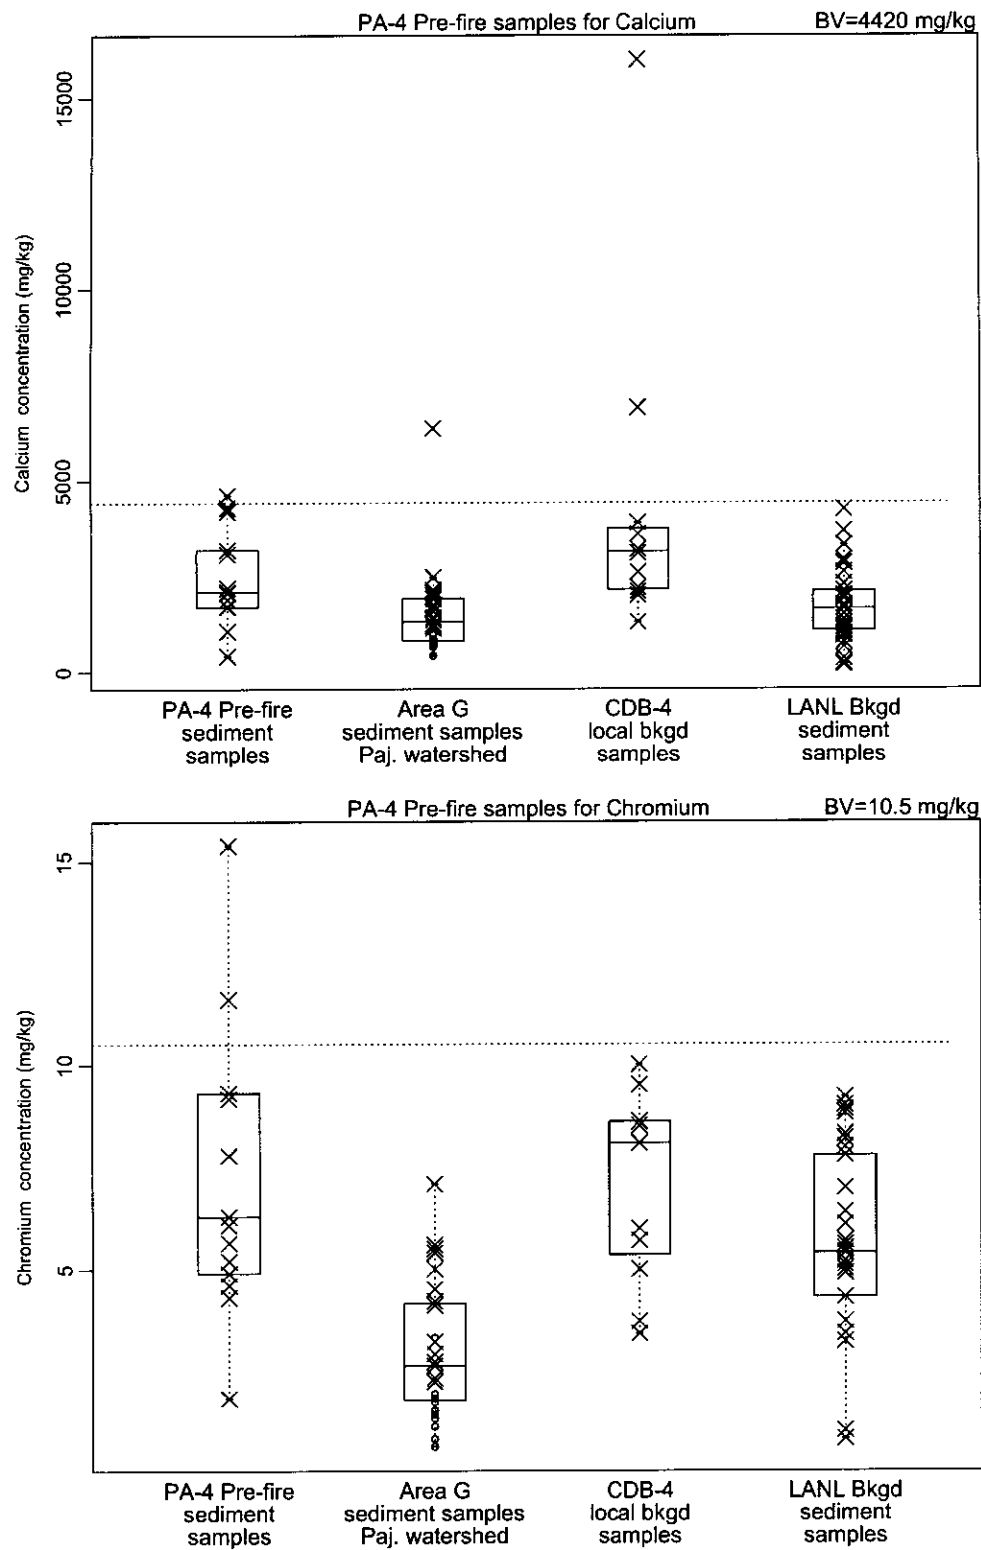 PA-4 Pre-fire samples for Calcium BV=4420 mg/kg
Calcium concentration (mg/kg)
15000
10000
5000
0
PA-4 Pre-fire sediment samples
Area G sediment samples Paj. watershed
CDB-4 local bkgd samples
LANL Bkgd sediment samples
PA-4 Pre-fire samples for Chromium BV=10.5 mg/kg
Chromium concentration (mg/kg)
15
10
5
PA-4 Pre-fire sediment samples
Area G sediment samples Paj. watershed
CDB-4 local bkgd samples
LANL Bkgd sediment samples